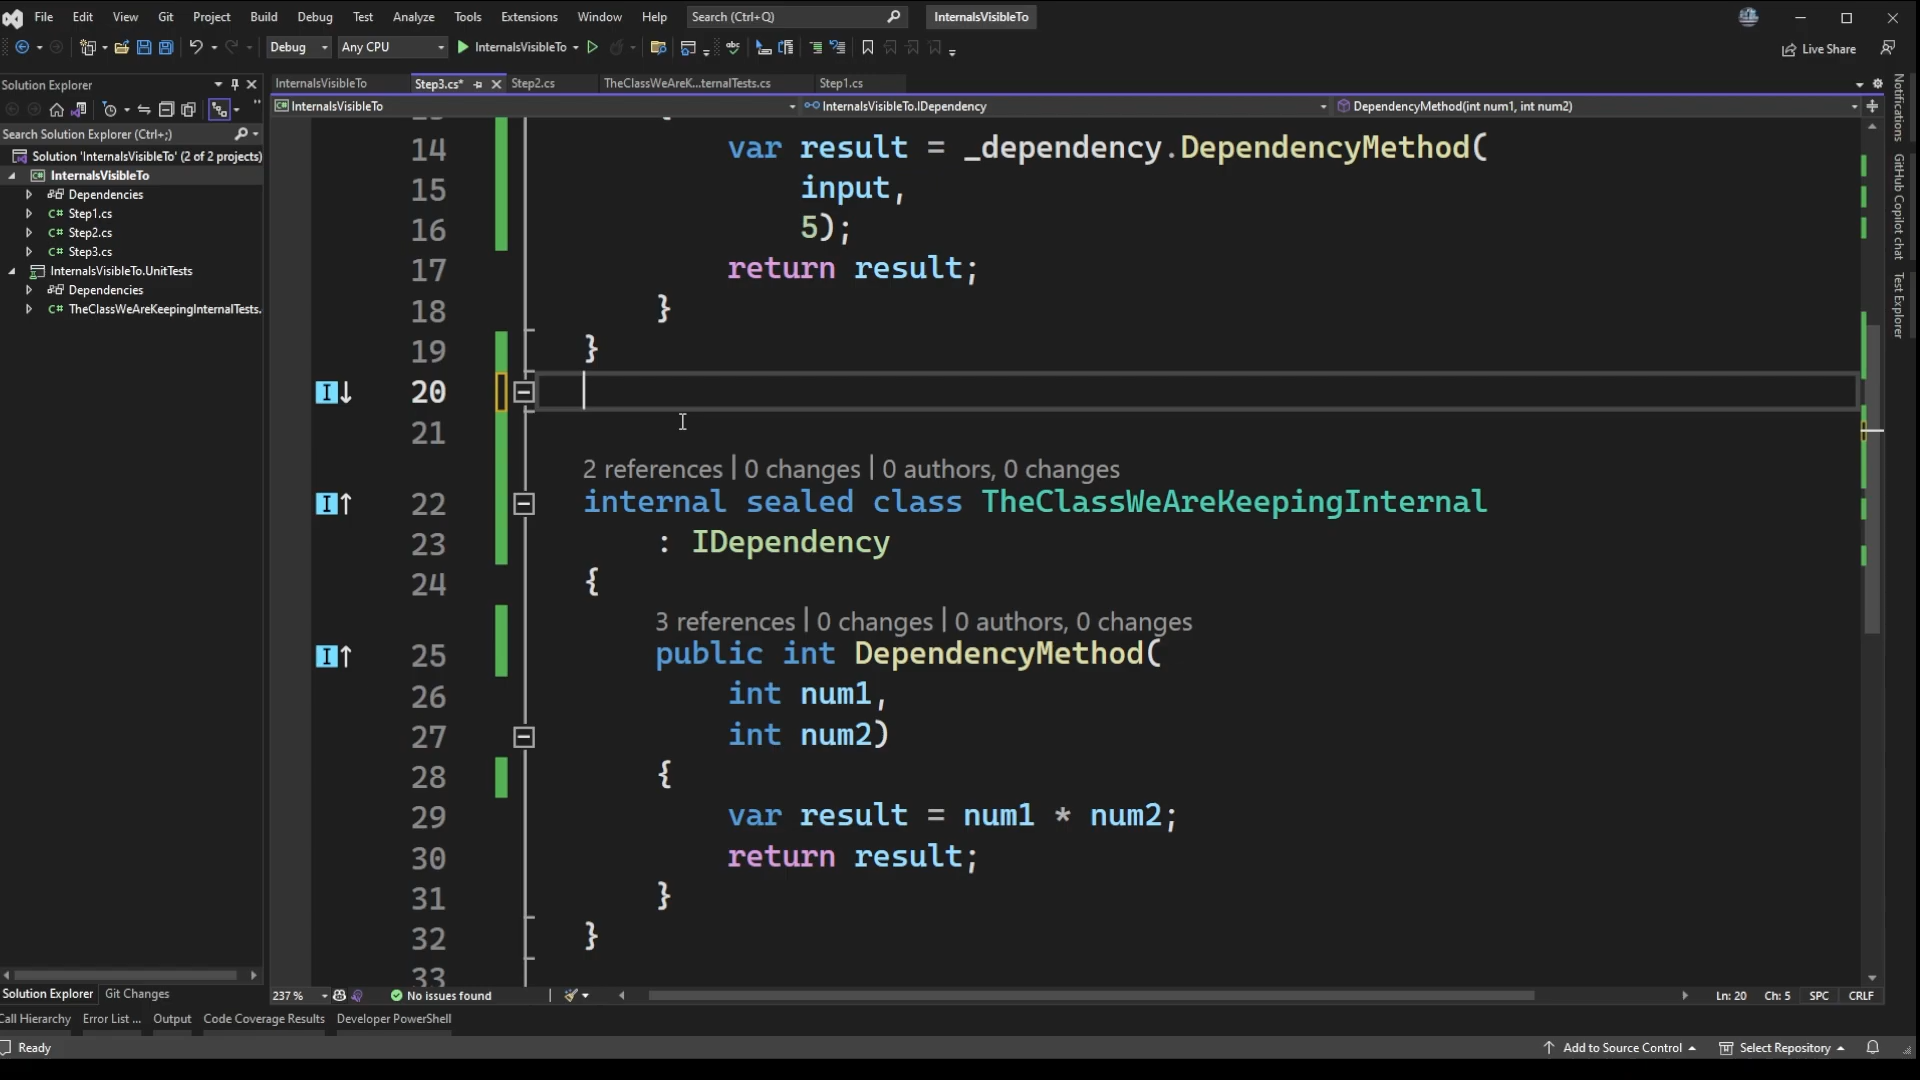 File Edit View Git Project Build Debug Test Analyze Tools Extensions Window Help Search (Ctrl+Q) InternalsVisibleTo
Debug Any CPU InternalsVisibleTo Live Share
Solution Explorer
InternalsVisibleTo Step3.cs* Step2.cs TheClassWeAreK...ternalTests.cs Step1.cs
InternalsVisibleTo InternalsVisibleTo.IDependency DependencyMethod(int num1, int num2)
Search Solution Explorer (Ctrl+;)
Solution 'InternalsVisibleTo' (2 of 2 projects)
InternalsVisibleTo
Dependencies
C# Step1.cs
C# Step2.cs
C# Step3.cs
InternalsVisibleTo.UnitTests
Dependencies
C# TheClassWeAreKeepingInternalTests.
14 var result = _dependency.DependencyMethod(
15 input,
16 5);
17 return result;
18 }
19 }
20
21
2 references | 0 changes | 0 authors, 0 changes
22 internal sealed class TheClassWeAreKeepingInternal
23 : IDependency
24 {
3 references | 0 changes | 0 authors, 0 changes
25 public int DependencyMethod(
26 int num1,
27 int num2)
28 {
29 var result = num1 * num2;
30 return result;
31 }
32 }
33
Notifications
GitHub Copilot chat
Test Explorer
Solution Explorer Git Changes
237 % No issues found Ln: 20 Ch: 5 SPC CRLF
Call Hierarchy Error List ... Output Code Coverage Results Developer PowerShell
Ready Add to Source Control Select Repository